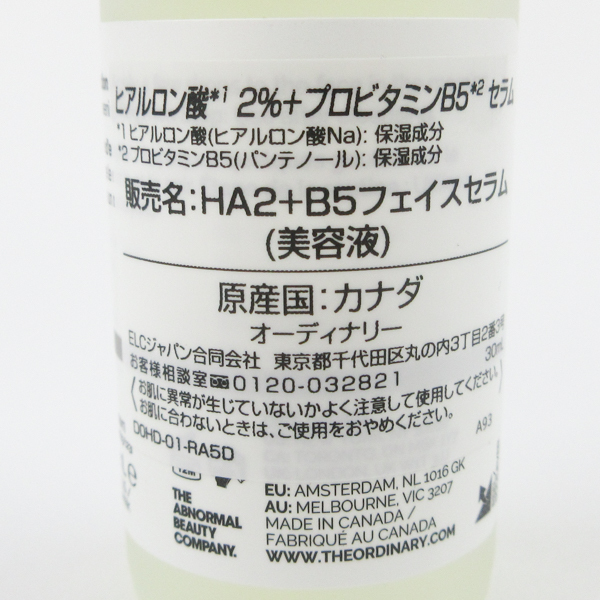 ヒアルロン酸*1 2%+プロビタミンB5*2 セラム
*1 ヒアルロン酸(ヒアルロン酸Na): 保湿成分
*2 プロビタミンB5(パンテノール): 保湿成分
販売名:HA2+B5フェイスセラム
(美容液)
原産国:カナダ
オーディナリー
ELCジャパン合同会社 東京都千代田区丸の内3丁目2番3号
お客様相談室 0120-032821 30mL
お肌に異常が生じていないかよく注意して使用してください。
お肌に合わないときは、ご使用をおやめください。
D0HD-01-RA5D A93
12M
THE
ABNORMAL
BEAUTY
COMPANY.
EU: AMSTERDAM, NL 1016 GK
AU: MELBOURNE, VIC 3207
MADE IN CANADA /
FABRIQUÉ AU CANADA
WWW.THEORDINARY.COM